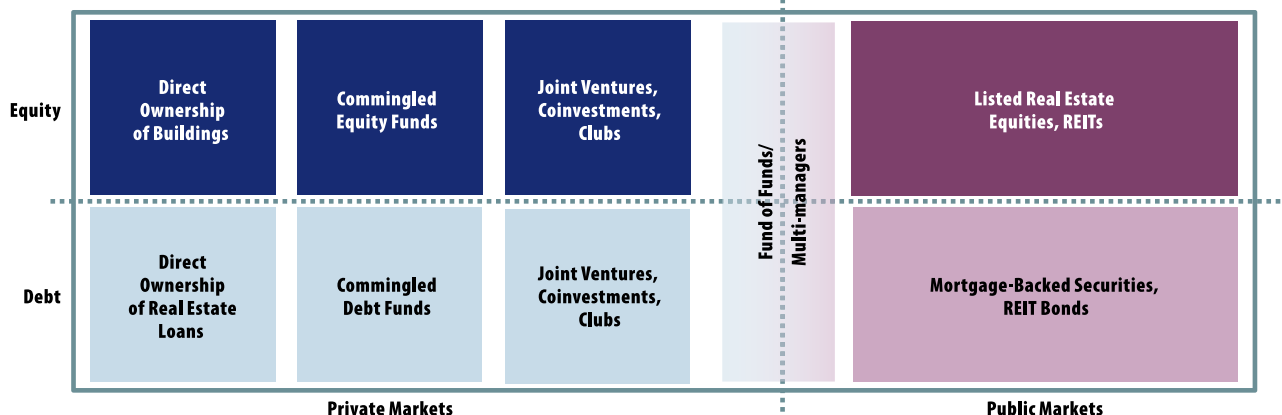 Equity
Direct
Ownership
of Buildings
Commingled
Equity Funds
Joint Ventures,
Coinvestments,
Clubs
Fund of Funds/
Multi-managers
Listed Real Estate
Equities, REITs
Debt
Direct
Ownership
of Real Estate
Loans
Commingled
Debt Funds
Joint Ventures,
Coinvestments,
Clubs
Mortgage-Backed Securities,
REIT Bonds
Private Markets
Public Markets